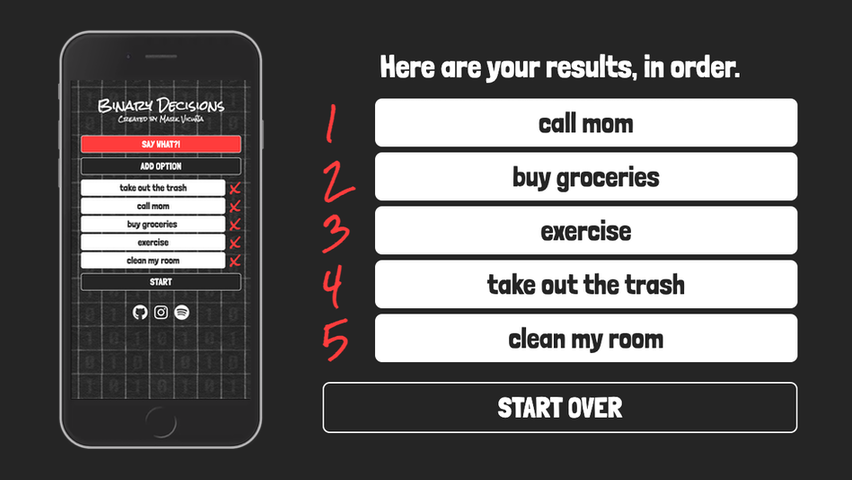 Binary Decisions
Created by Mark Vicuña
SAY WHAT?!
ADD OPTION
take out the trash
call mom
buy groceries
exercise
clean my room
START
Here are your results, in order.
1 call mom
2 buy groceries
3 exercise
4 take out the trash
5 clean my room
START OVER